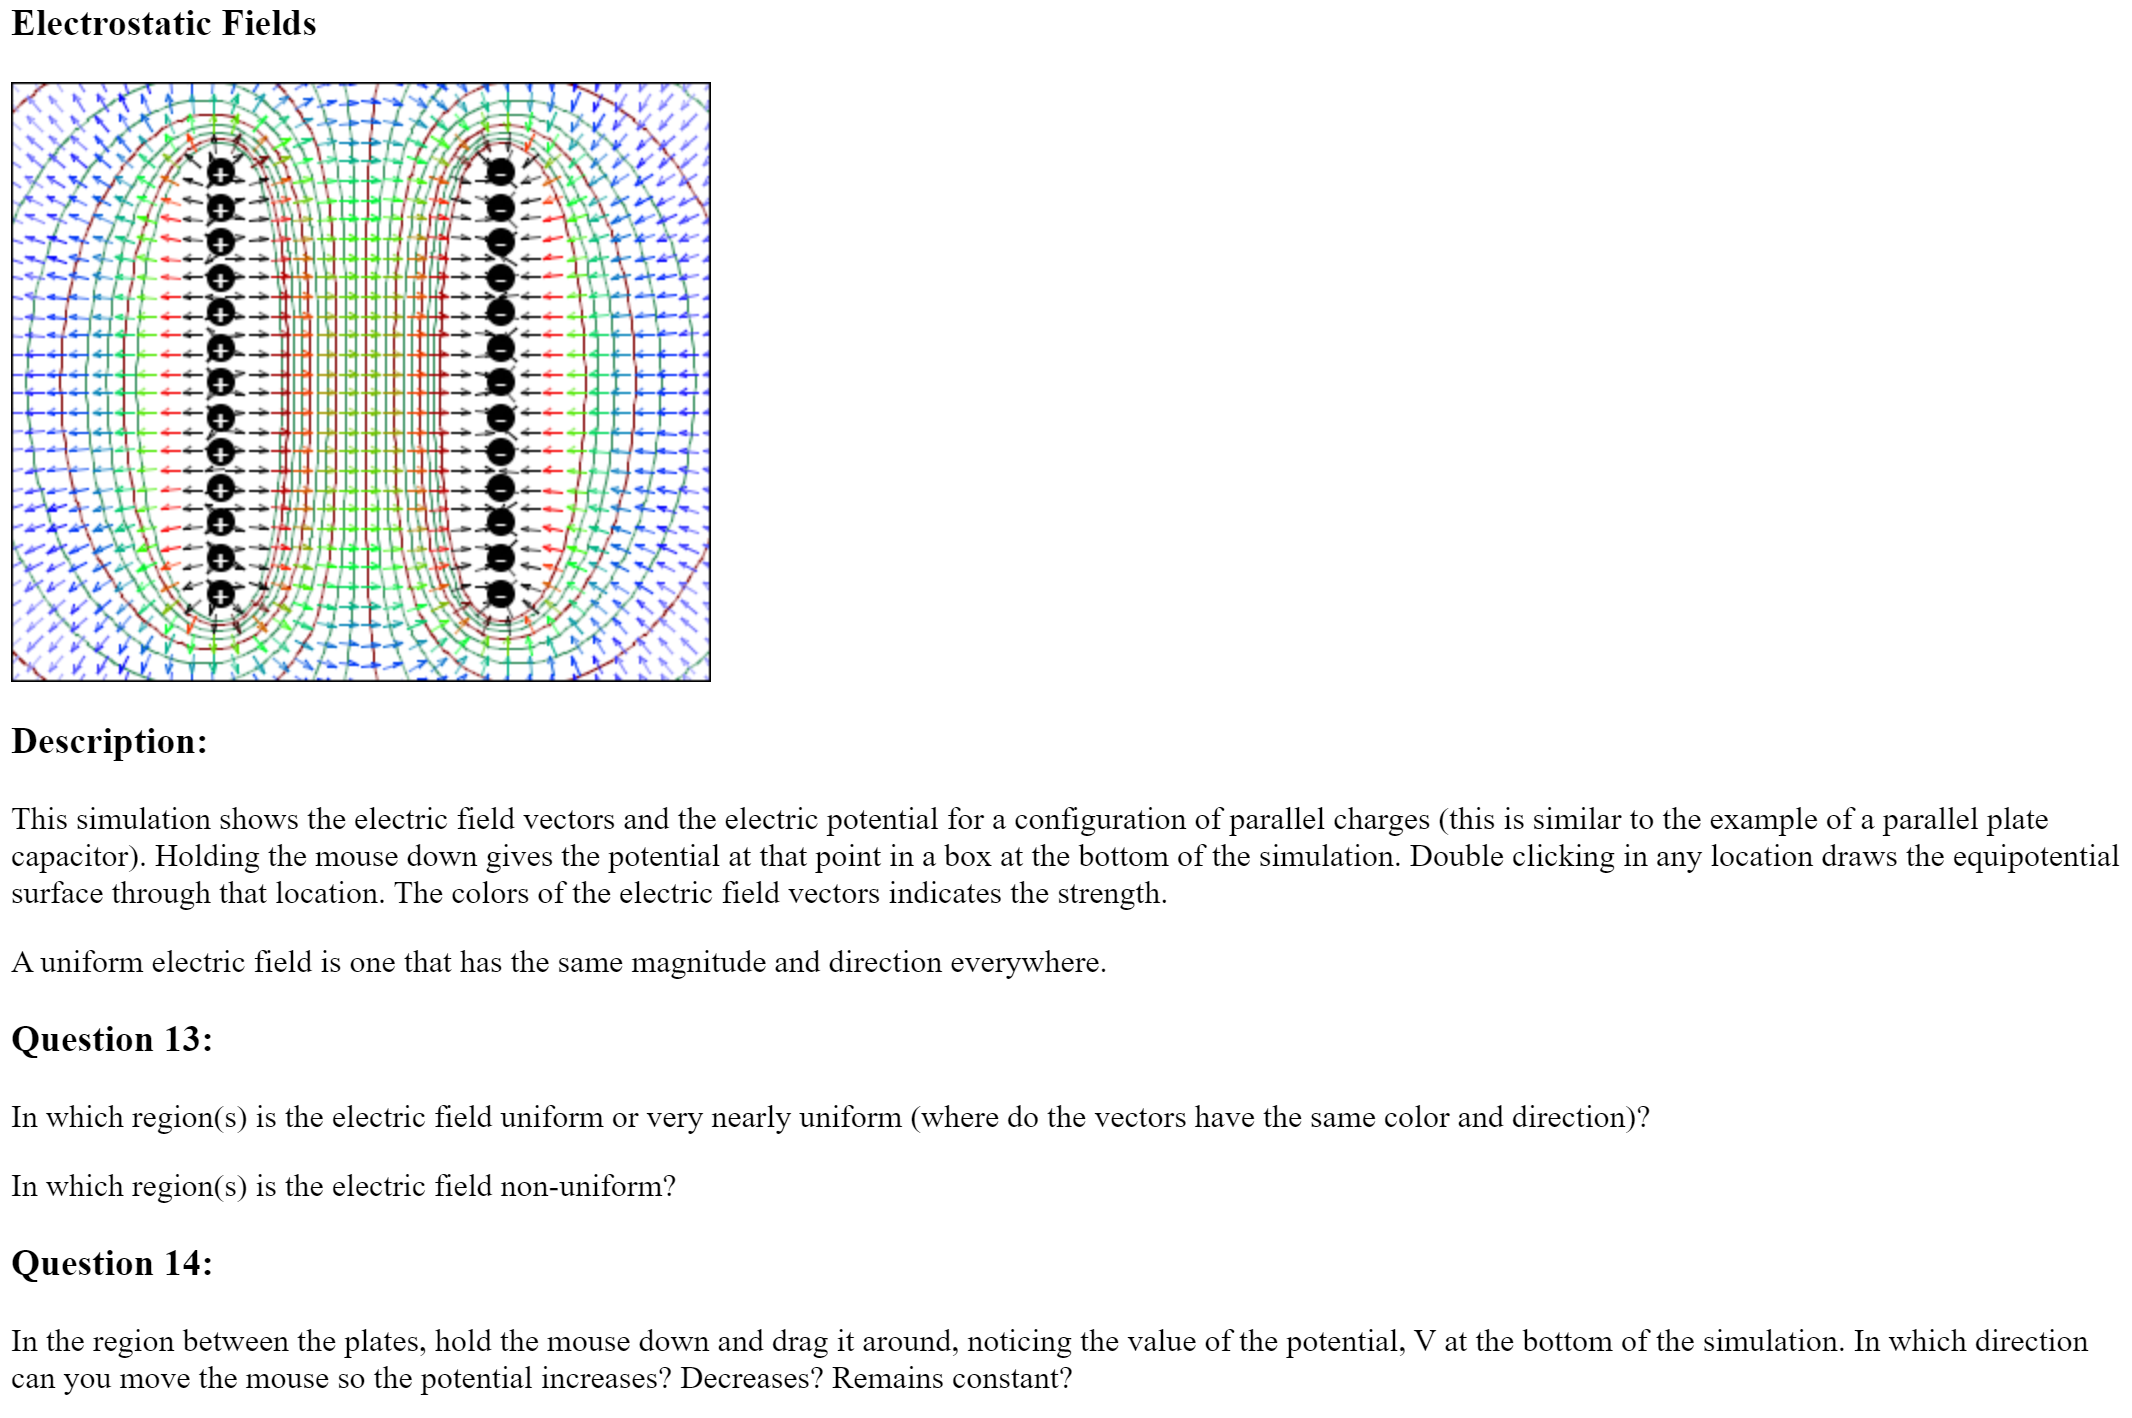 Electrostatic Fields
+ -
+ -
+ -
+ -
+ -
+ -
+ -
+ -
+ -
+ -
+ -
+ -
+ -
Description:
This simulation shows the electric field vectors and the electric potential for a configuration of parallel charges (this is similar to the example of a parallel plate
capacitor). Holding the mouse down gives the potential at that point in a box at the bottom of the simulation. Double clicking in any location draws the equipotential
surface through that location. The colors of the electric field vectors indicates the strength.
A uniform electric field is one that has the same magnitude and direction everywhere.
Question 13:
In which region(s) is the electric field uniform or very nearly uniform (where do the vectors have the same color and direction)?
In which region(s) is the electric field non-uniform?
Question 14:
In the region between the plates, hold the mouse down and drag it around, noticing the value of the potential, V at the bottom of the simulation. In which direction
can you move the mouse so the potential increases? Decreases? Remains constant?